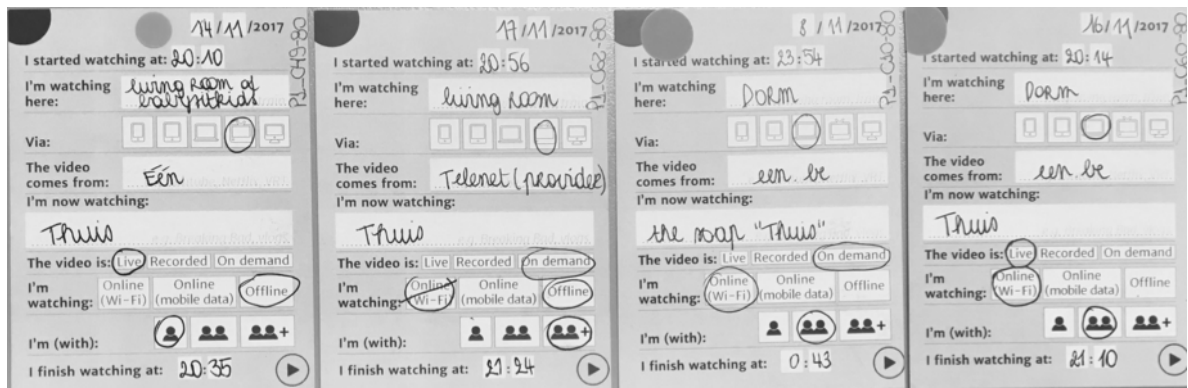 14/11/2017
I started watching at: 20:10
I'm watching here: living room of babysitkids
Via:
The video comes from: Eén
I'm now watching:
Thuis
The video is: Live Recorded On demand
I'm watching: Online (Wi-Fi) Online (mobile data) Offline
I'm (with):
I finish watching at: 20:35
17/11/2017
I started watching at: 20:56
I'm watching here: living room
Via:
The video comes from: Telenet (provider)
I'm now watching:
Thuis
The video is: Live Recorded On demand
I'm watching: Online (Wi-Fi) Online (mobile data) Offline
I'm (with):
I finish watching at: 21:24
8/11/2017
I started watching at: 23:54
I'm watching here: DORM
Via:
The video comes from: een.be
I'm now watching:
the soap "Thuis"
The video is: Live Recorded On demand
I'm watching: Online (Wi-Fi) Online (mobile data) Offline
I'm (with):
I finish watching at: 0:43
16/11/2017
I started watching at: 20:14
I'm watching here: DORM
Via:
The video comes from: een.be
I'm now watching:
Thuis
The video is: Live Recorded On demand
I'm watching: Online (Wi-Fi) Online (mobile data) Offline
I'm (with):
I finish watching at: 21:10